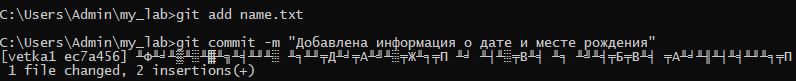 C:\Users\Admin\my_lab>git add name.txt
C:\Users\Admin\my_lab>git commit -m "Добавлена информация о дате и месте рождения"
[vetka1 ec7a456]
1 file changed, 2 insertions(+)